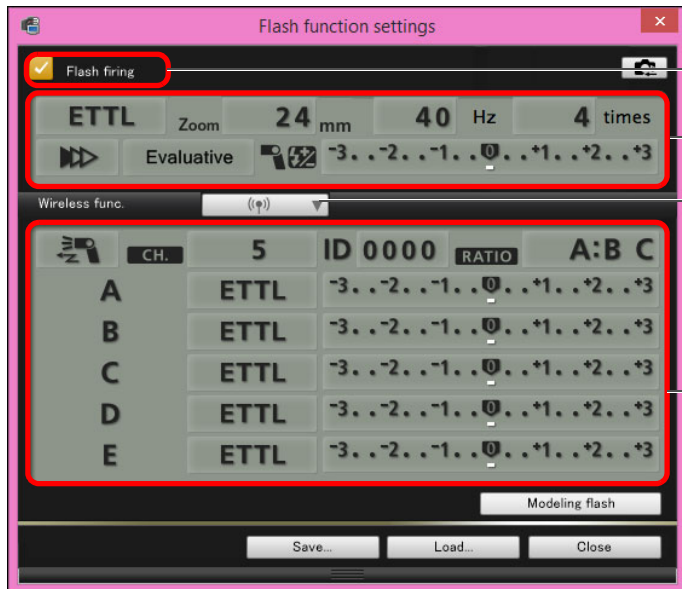 Flash function settings
Flash firing
ETTL Zoom 24 mm 40 Hz 4 times
Evaluative -3..-2..-1..0..+1..+2..+3
Wireless func.
CH. 5 ID 0000 RATIO A:B C
A ETTL -3..-2..-1..0..+1..+2..+3
B ETTL -3..-2..-1..0..+1..+2..+3
C ETTL -3..-2..-1..0..+1..+2..+3
D ETTL -3..-2..-1..0..+1..+2..+3
E ETTL -3..-2..-1..0..+1..+2..+3
Modeling flash
Save... Load... Close